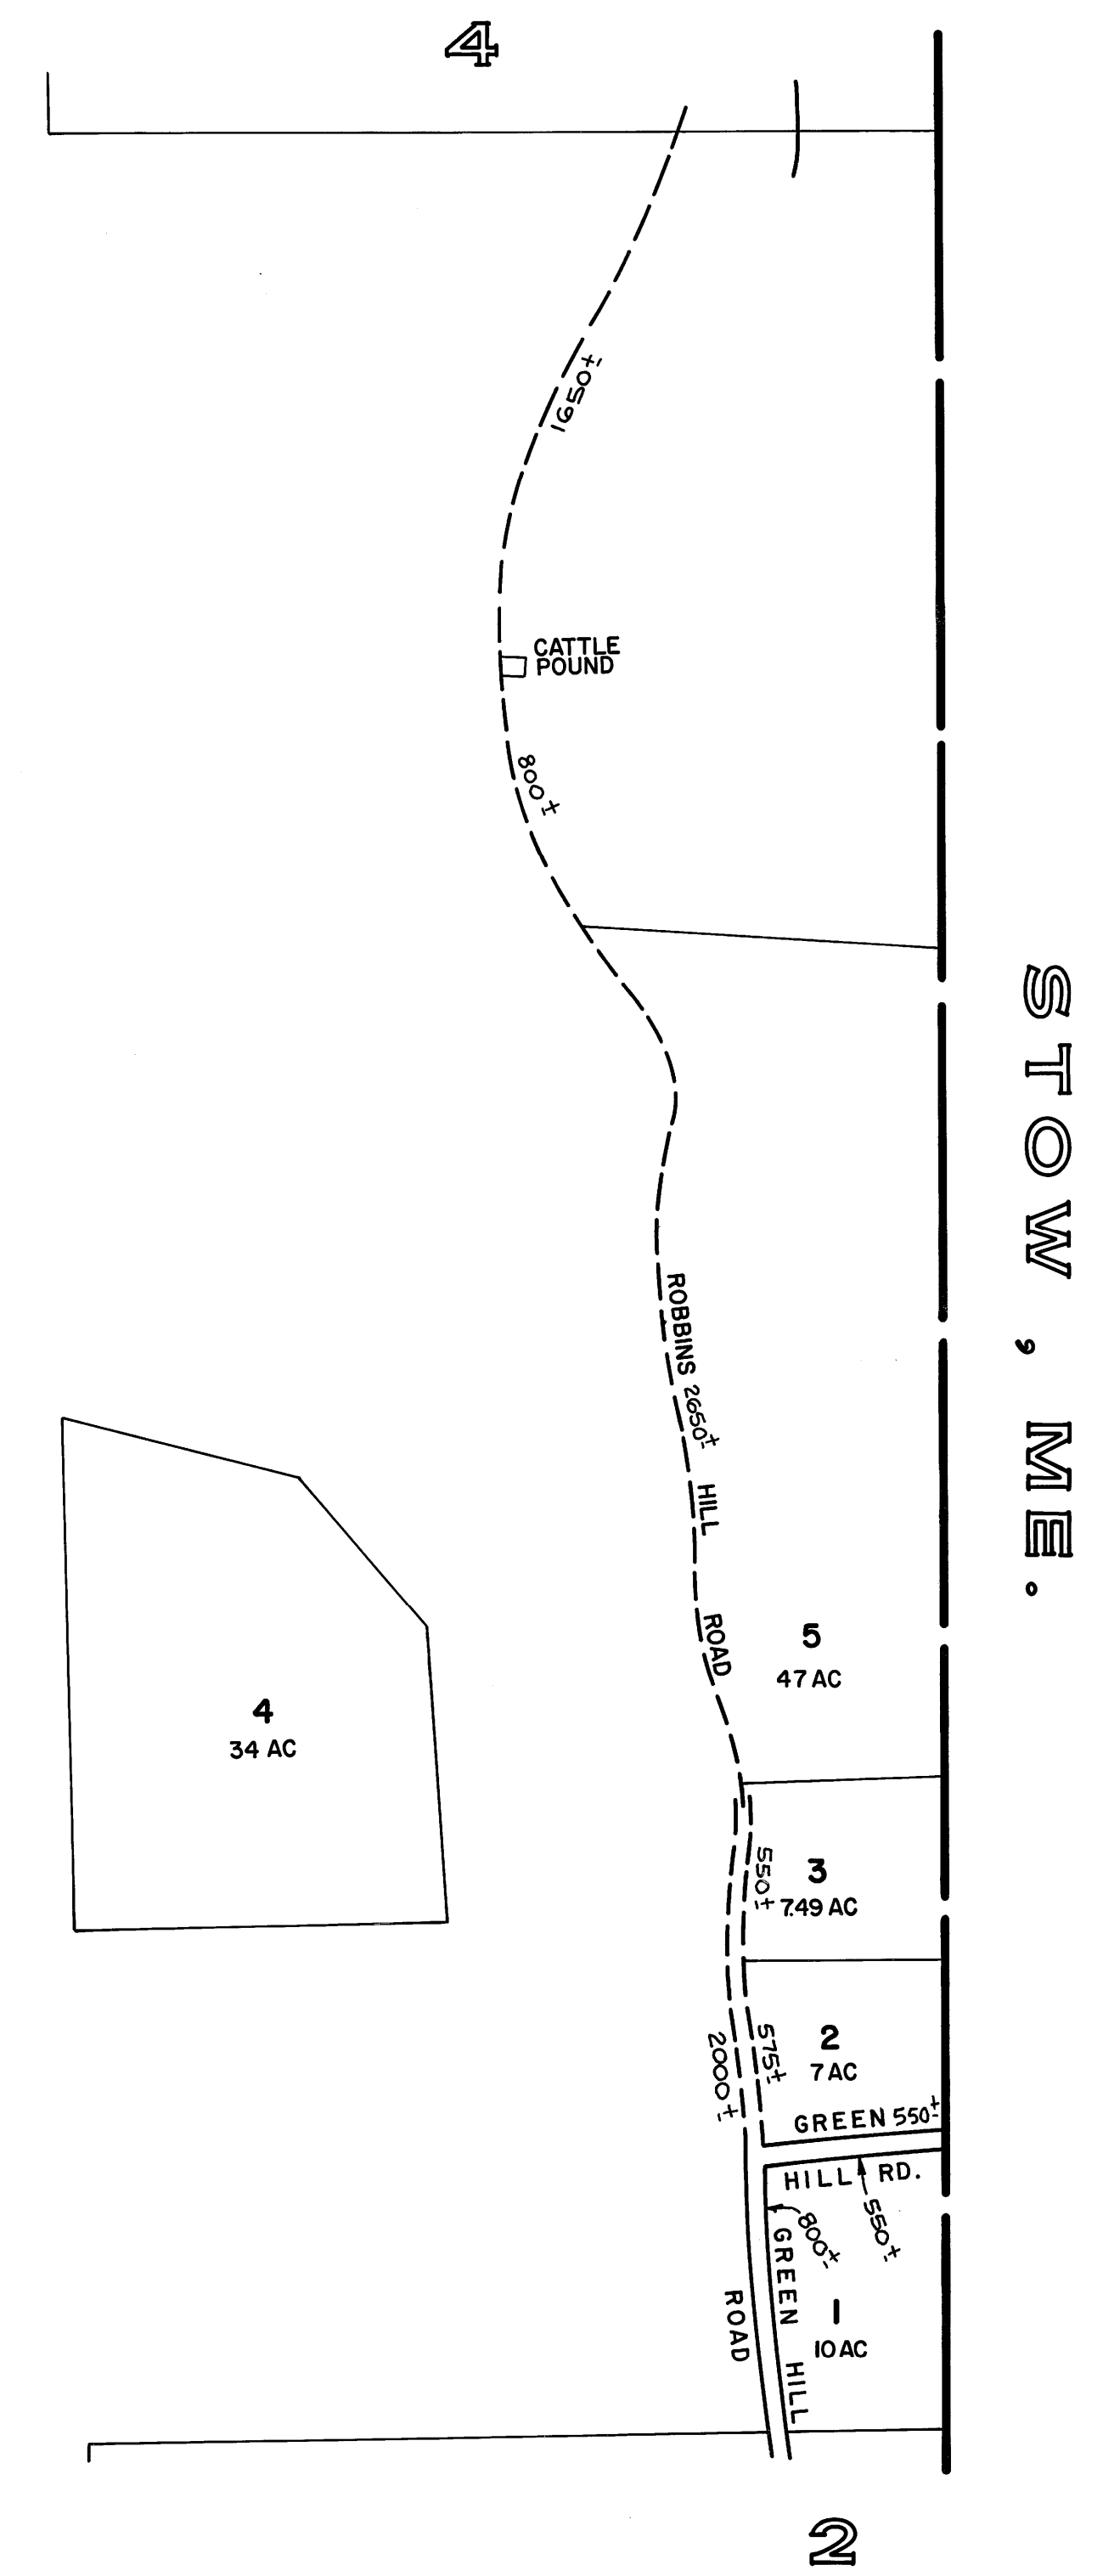 4
1650±
CATTLE
POUND
800±
STOW, ME.
ROBBINS 2650± HILL ROAD
5
47 AC
4
34 AC
3
7.49 AC
550±
2
7 AC
575±
2000±
GREEN 550±
HILL RD.
550±
800±
GREEN HILL
ROAD
1
10 AC
2